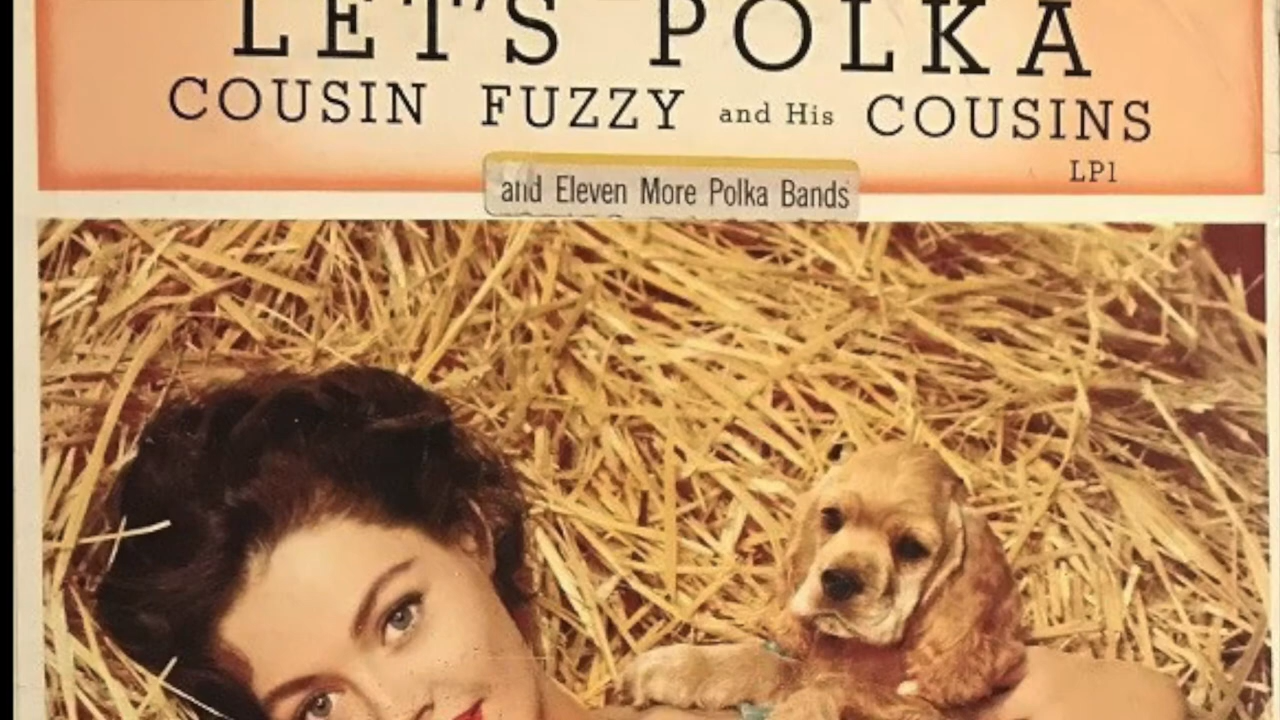 LET'S POLKA
COUSIN FUZZY and His COUSINS
LP1
and Eleven More Polka Bands